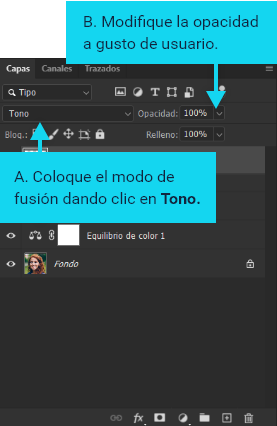 B. Modifique la opacidad
a gusto de usuario.
Capas Canales Trazados
Tipo
Tono Opacidad: 100%
Bloq.: Relleno: 100%
A. Coloque el modo de
fusión dando clic en Tono.
Equilibrio de color 1
Fondo
fx